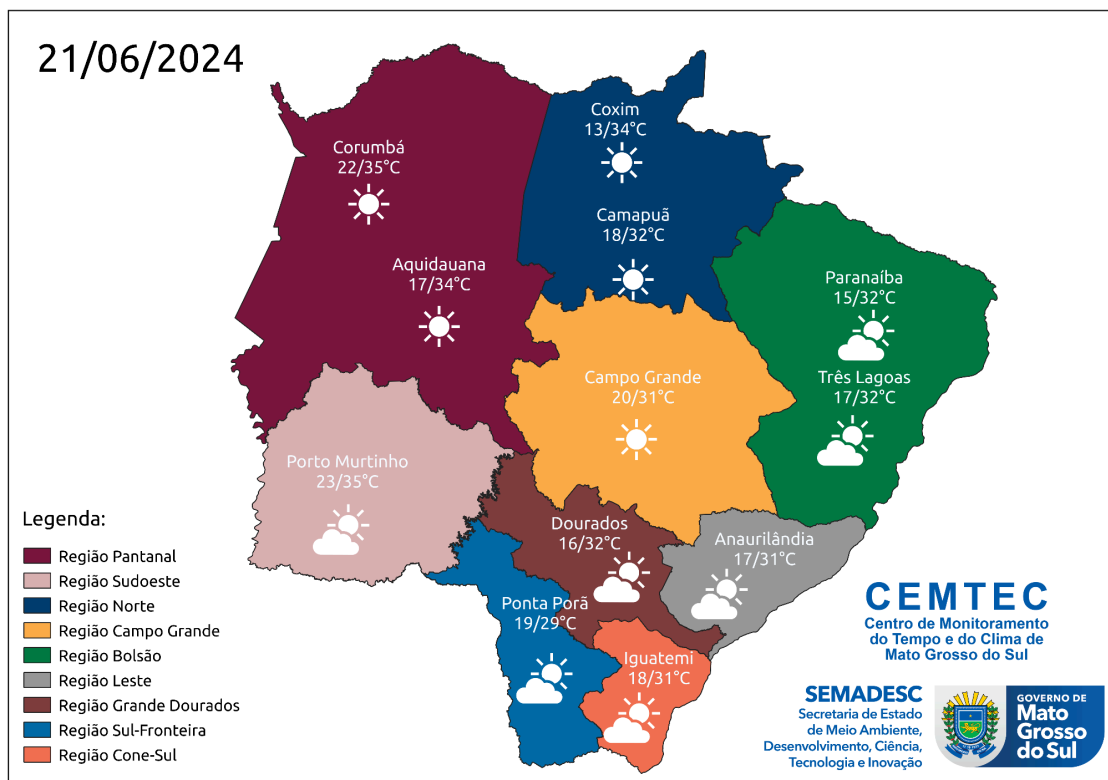 21/06/2024
Coxim
13/34°C
Corumbá
22/35°C
Camapuã
18/32°C
Aquidauana
17/34°C
Paranaíba
15/32°C
Campo Grande
20/31°C
Três Lagoas
17/32°C
Porto Murtinho
23/35°C
Dourados
16/32°C
Anaurilândia
17/31°C
Ponta Porã
19/29°C
Iguatemi
18/31°C
Legenda:
Região Pantanal
Região Sudoeste
Região Norte
Região Campo Grande
Região Bolsão
Região Leste
Região Grande Dourados
Região Sul-Fronteira
Região Cone-Sul
CEMTEC
Centro de Monitoramento
do Tempo e do Clima de
Mato Grosso do Sul
SEMADESC
Secretaria de Estado
de Meio Ambiente,
Desenvolvimento, Ciência,
Tecnologia e Inovação
GOVERNO DE
Mato
Grosso
do Sul